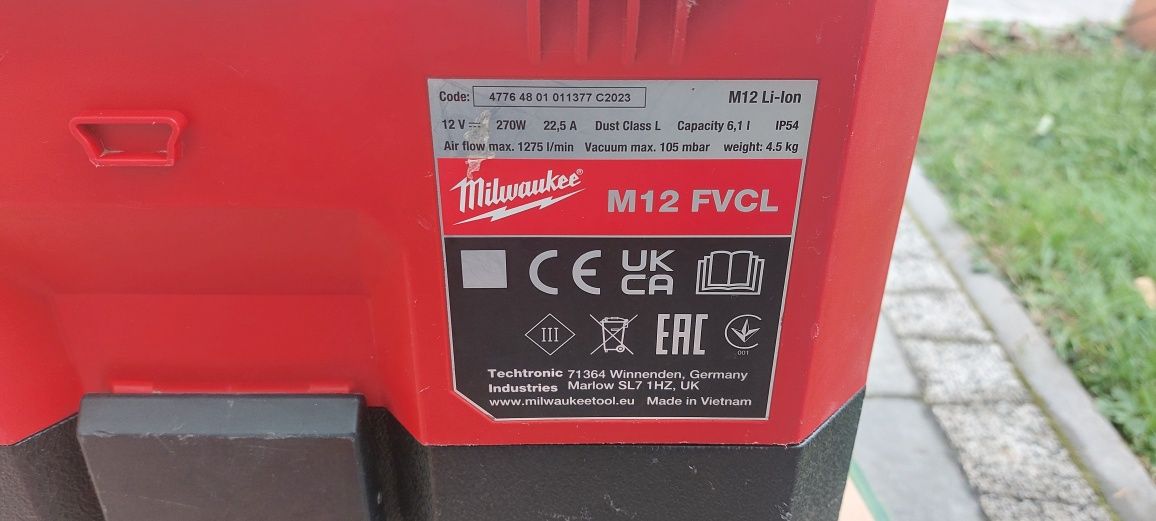 Code: 4776 48 01 011377 C2023 M12 Li-Ion
12 V 270W 22,5 A Dust Class L Capacity 6,1 l IP54
Air flow max. 1275 l/min Vacuum max. 105 mbar weight: 4.5 kg
Milwaukee®
M12 FVCL
CE UK CA
III EAC 001
Techtronic 71364 Winnenden, Germany
Industries Marlow SL7 1HZ, UK
www.milwaukeetool.eu Made in Vietnam